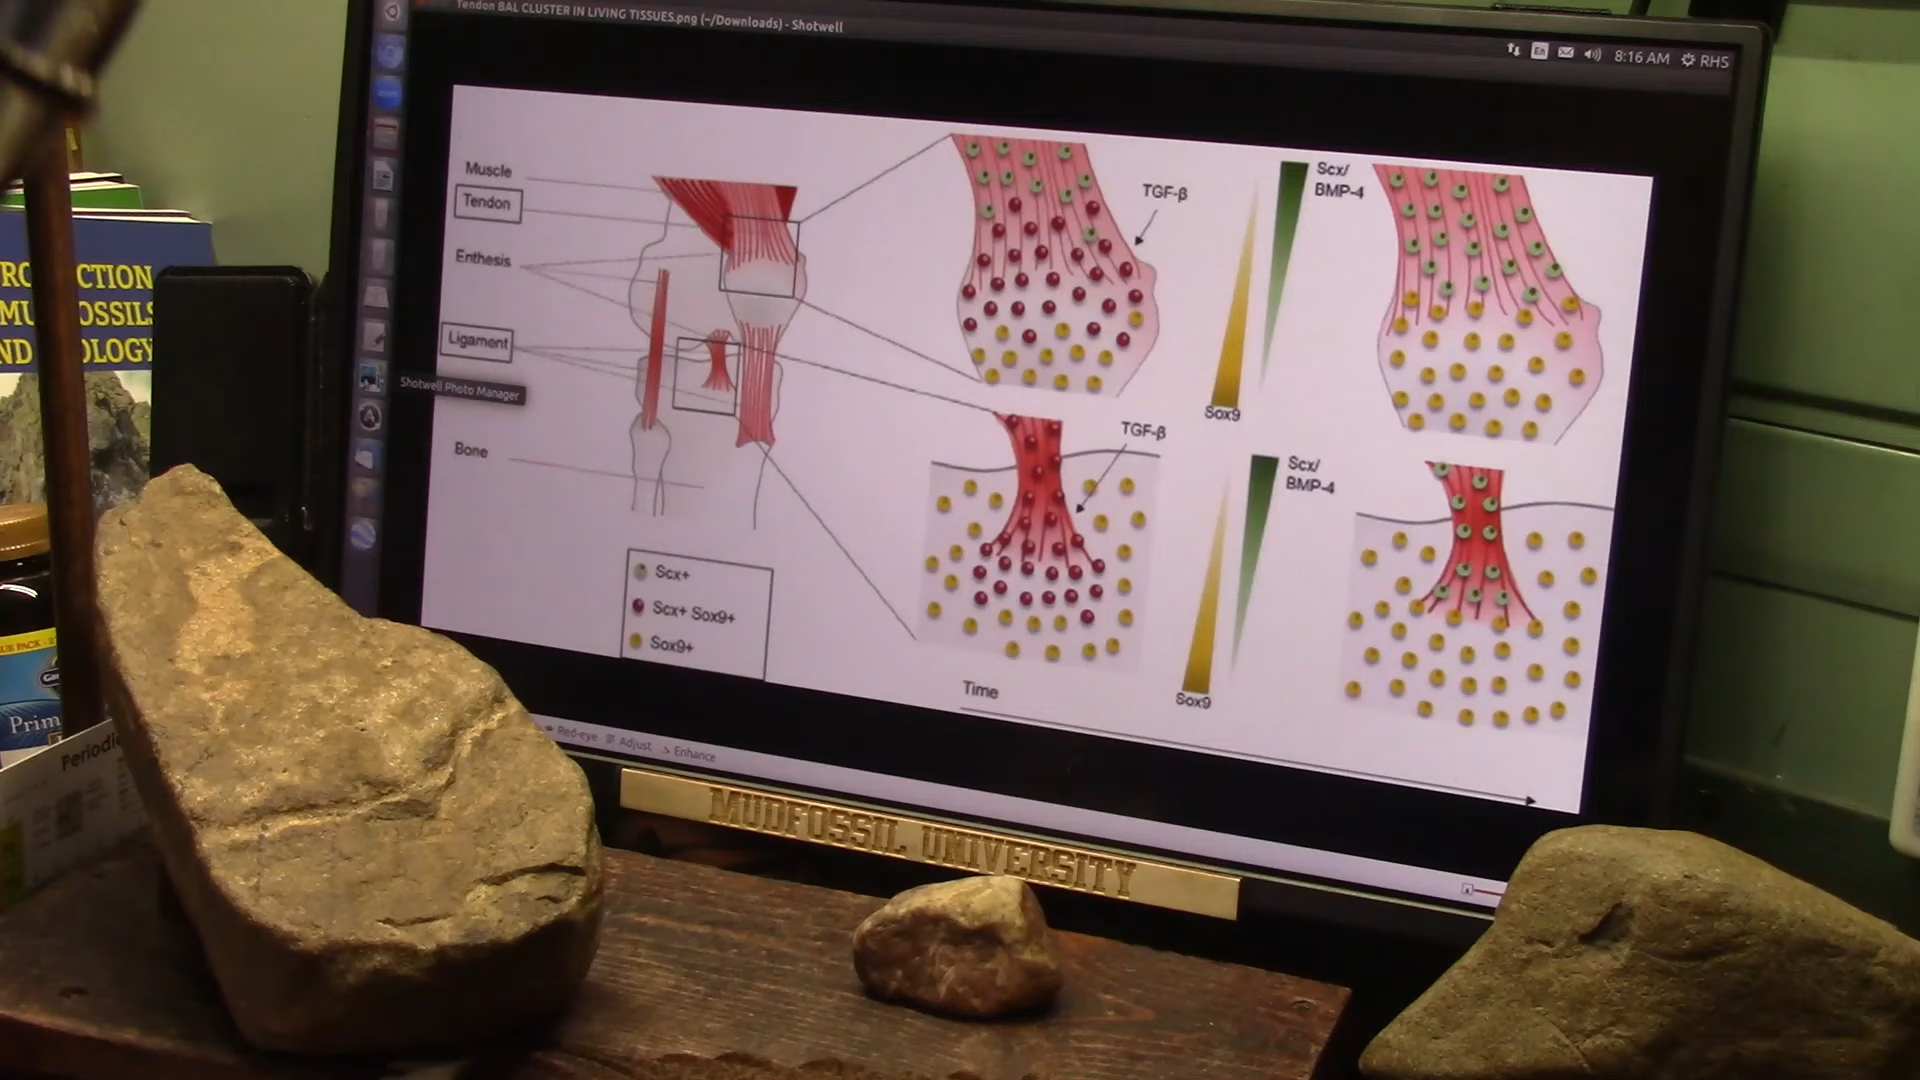 Tendon BAL CLUSTER IN LIVING TISSUES.png (~/Downloads) - Shotwell
En
8:16 AM
RHS
Muscle
Tendon
Enthesis
Ligament
Bone
Shotwell Photo Manager
TGF-β
Scx/
BMP-4
Sox9
TGF-β
Scx/
BMP-4
Sox9
Scx+
Scx+ Sox9+
Sox9+
Time
Red-eye
Adjust
Enhance
MUDFOSSIL UNIVERSITY